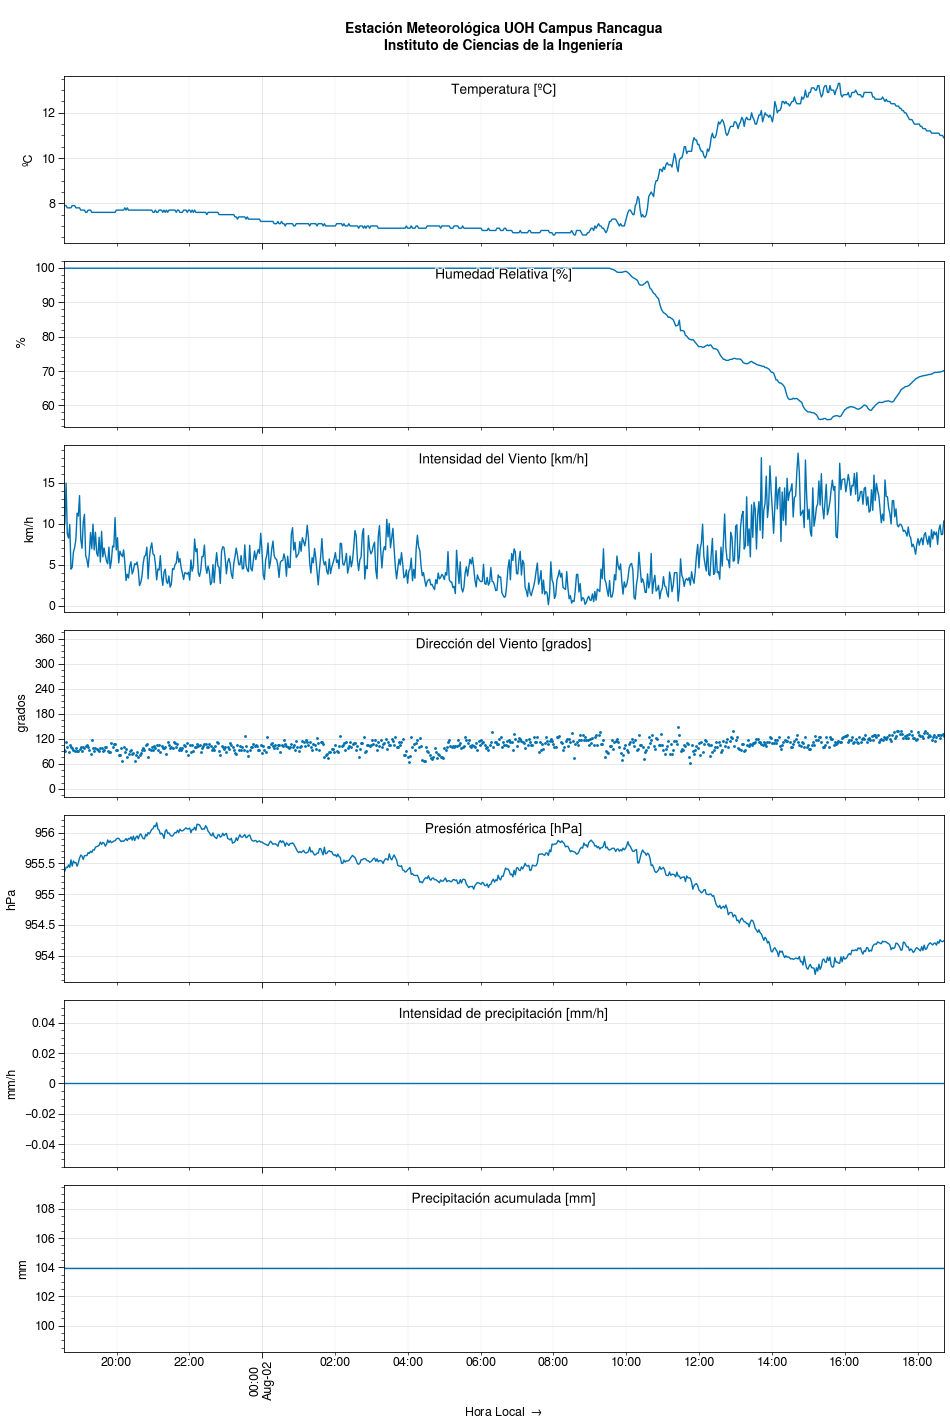 Estación Meteorológica UOH Campus Rancagua
Instituto de Ciencias de la Ingeniería
Temperatura [ºC]
ºC
12
10
8
Humedad Relativa [%]
%
100
90
80
70
60
Intensidad del Viento [km/h]
km/h
15
10
5
0
Dirección del Viento [grados]
grados
360
300
240
180
120
60
0
Presión atmosférica [hPa]
hPa
956
955.5
955
954.5
954
Intensidad de precipitación [mm/h]
mm/h
0.04
0.02
0
−0.02
−0.04
Precipitación acumulada [mm]
mm
108
106
104
102
100
20:00 22:00 00:00 02:00 04:00 06:00 08:00 10:00 12:00 14:00 16:00 18:00
Aug-02
Hora Local →